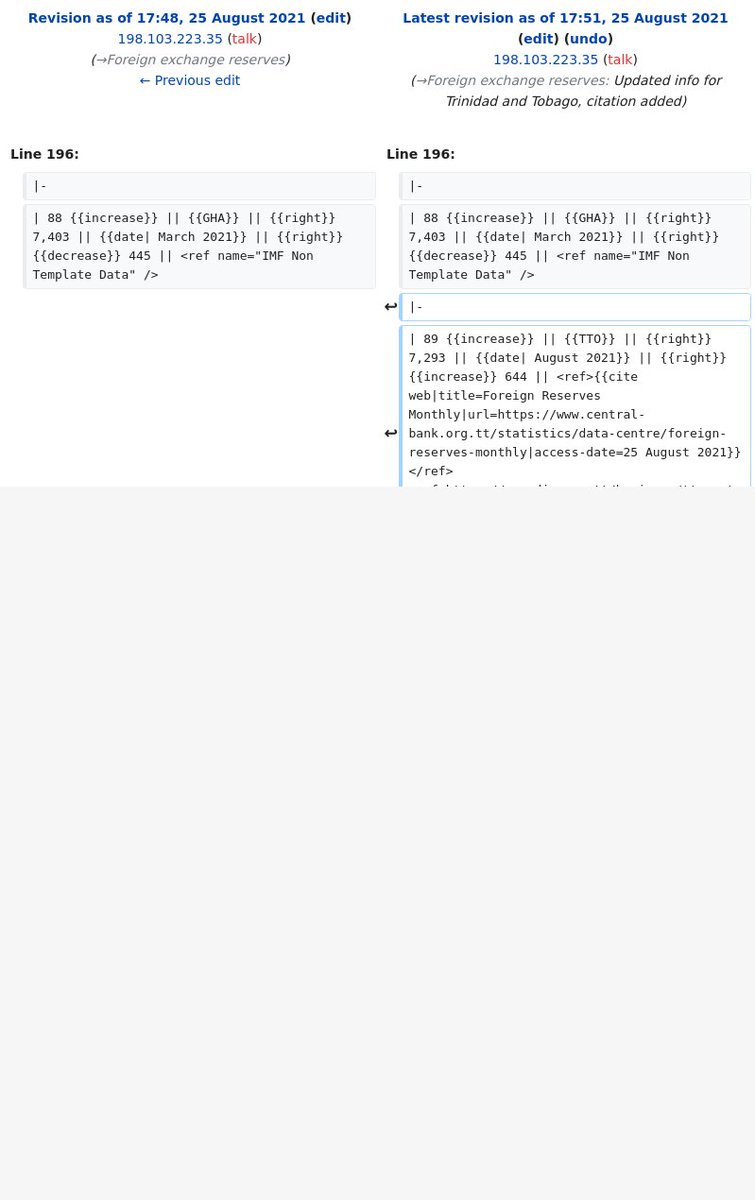 Revision as of 17:48, 25 August 2021 (edit)
198.103.223.35 (talk)
(→Foreign exchange reserves)
← Previous edit
Latest revision as of 17:51, 25 August 2021
(edit) (undo)
198.103.223.35 (talk)
(→Foreign exchange reserves: Updated info for
Trinidad and Tobago, citation added)
Line 196:
Line 196:
|-
| 88 {{increase}} || {{GHA}} || {{right}}
7,403 || {{date| March 2021}} || {{right}}
{{decrease}} 445 || <ref name="IMF Non
Template Data" />
|-
| 88 {{increase}} || {{GHA}} || {{right}}
7,403 || {{date| March 2021}} || {{right}}
{{decrease}} 445 || <ref name="IMF Non
Template Data" />
|-
| 89 {{increase}} || {{TTO}} || {{right}}
7,293 || {{date| August 2021}} || {{right}}
{{increase}} 644 || <ref>{{cite
web|title=Foreign Reserves
Monthly|url=https://www.central-
bank.org.tt/statistics/data-centre/foreign-
reserves-monthly|access-date=25 August 2021}}
</ref>